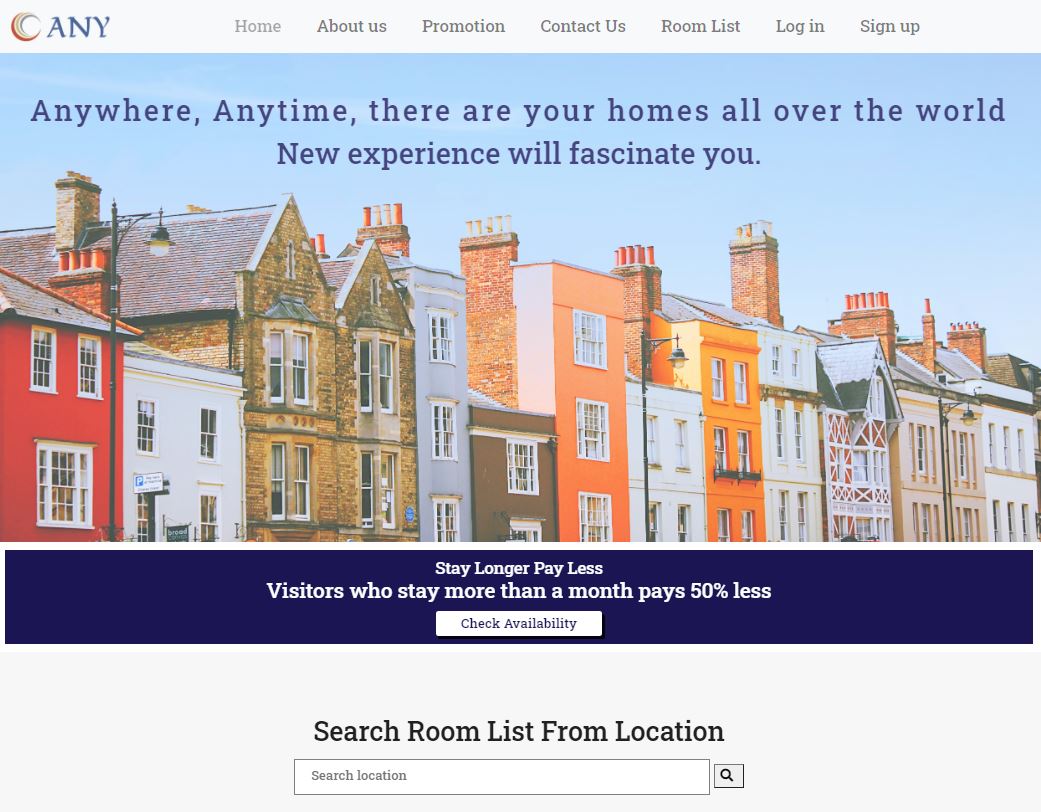 ANY
Home About us Promotion Contact Us Room List Log in Sign up
Anywhere, Anytime, there are your homes all over the world
New experience will fascinate you.
P
Stay Longer Pay Less
Visitors who stay more than a month pays 50% less
Check Availability
Search Room List From Location
Search location